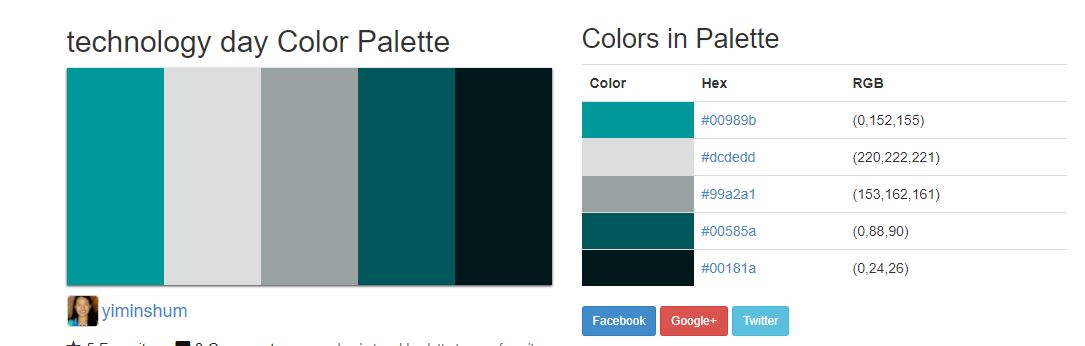 technology day Color Palette
Colors in Palette
Color Hex RGB
#00989b (0,152,155)
#dcdedd (220,222,221)
#99a2a1 (153,162,161)
#00585a (0,88,90)
#00181a (0,24,26)
yiminshum
Facebook Google+ Twitter